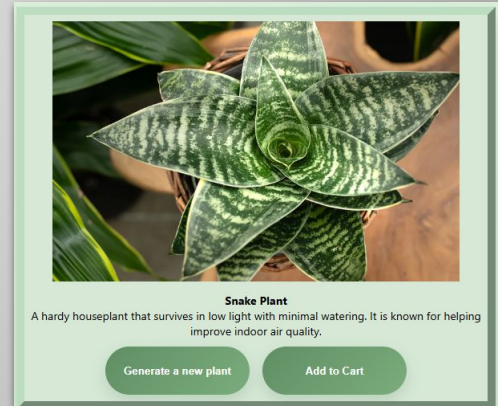 Snake Plant
A hardy houseplant that survives in low light with minimal watering. It is known for helping
improve indoor air quality.
Generate a new plant
Add to Cart